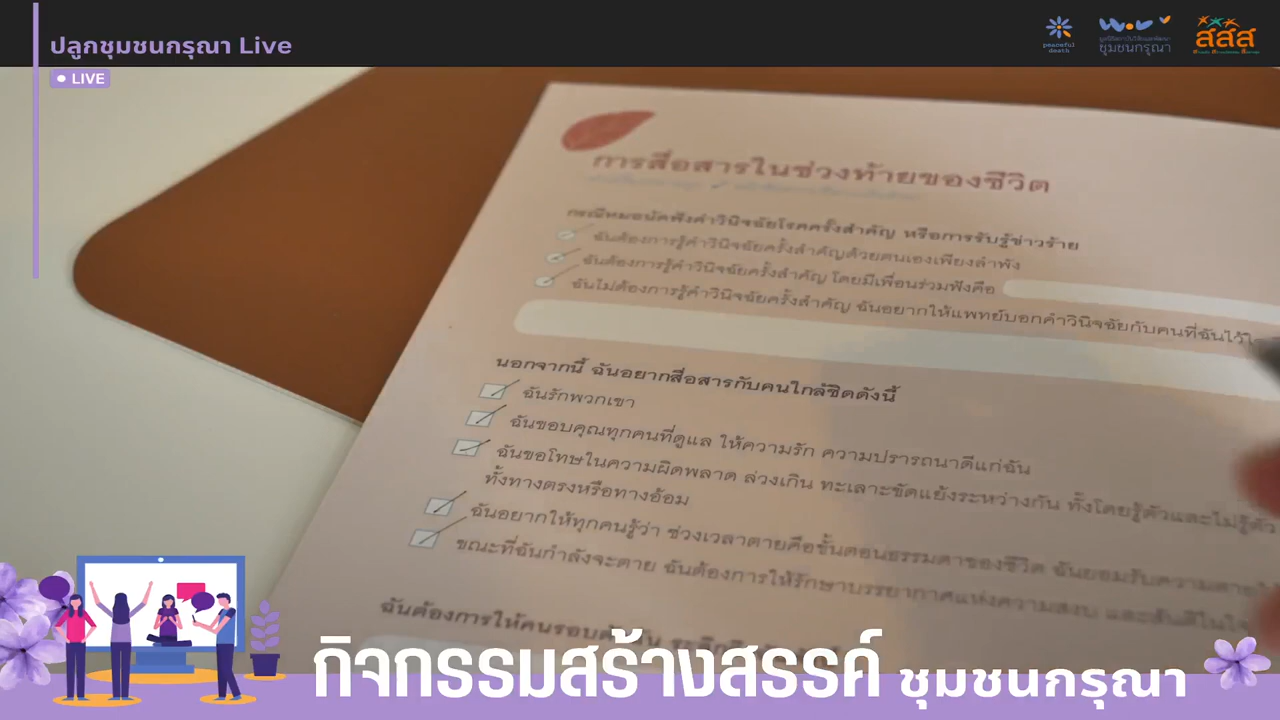 ปลูกชุมชนกรุณา Live
LIVE
peaceful
death
ชุมชนกรุณา
สสส
การสื่อสารในช่วงท้ายของชีวิต
กรณีหมอนัดฟังคำวินิจฉัยโรคครั้งสำคัญ หรือการรับรู้ข่าวร้าย
ฉันต้องการรู้คำวินิจฉัยครั้งสำคัญด้วยตนเองเพียงลำพัง
ฉันต้องการรู้คำวินิจฉัยครั้งสำคัญ โดยมีเพื่อนร่วมฟังคือ
ฉันไม่ต้องการรู้คำวินิจฉัยครั้งสำคัญ ฉันอยากให้แพทย์บอกคำวินิจฉัยกับคนที่ฉันไว้ใ
นอกจากนี้ ฉันอยากสื่อสารกับคนใกล้ชิดดังนี้
ฉันรักพวกเขา
ฉันขอบคุณทุกคนที่ดูแล ให้ความรัก ความปรารถนาดีแก่ฉัน
ฉันขอโทษในความผิดพลาด ล่วงเกิน ทะเลาะขัดแย้งระหว่างกัน ทั้งโดยรู้ตัวและไม่รู้ตัว
ทั้งทางตรงหรือทางอ้อม
ฉันอยากให้ทุกคนรู้ว่า ช่วงเวลาตายคือขั้นตอนธรรมดาของชีวิต ฉันยอมรับความตาย
ขณะที่ฉันกำลังจะตาย ฉันต้องการให้รักษาบรรยากาศแห่งความสงบ และสันติ
ฉันต้องการให้คนรอบตัวฉัน
กิจกรรมสร้างสรรค์ ชุมชนกรุณา